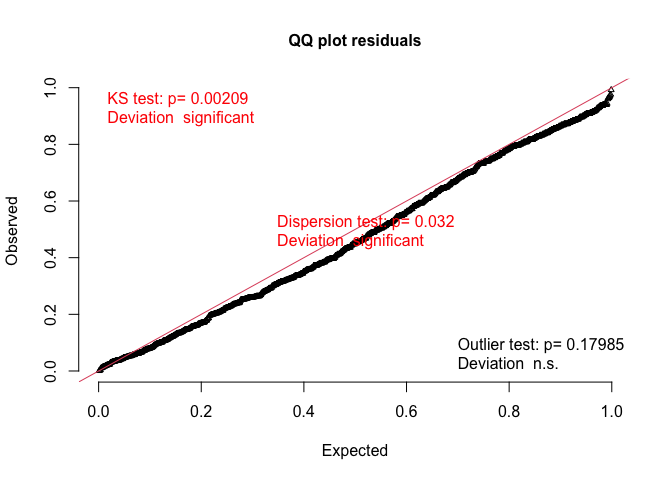 QQ plot residuals
KS test: p= 0.00209
Deviation significant
Dispersion test: p= 0.032
Deviation significant
Outlier test: p= 0.17985
Deviation n.s.
Observed
1.0
0.8
0.6
0.4
0.2
0.0
0.0 0.2 0.4 0.6 0.8 1.0
Expected